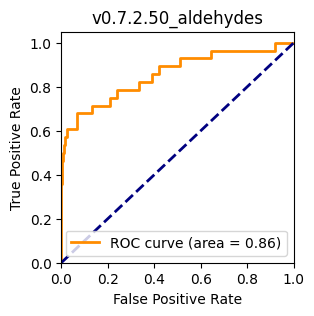 v0.7.2.50_aldehydes
True Positive Rate
1.0
0.8
0.6
0.4
0.2
0.0
ROC curve (area = 0.86)
0.0 0.2 0.4 0.6 0.8 1.0
False Positive Rate